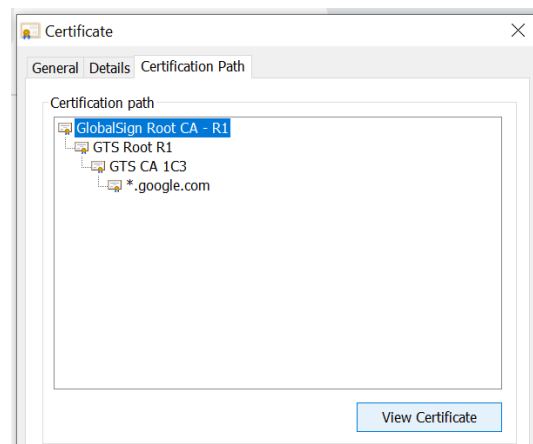 Certificate
General Details Certification Path
Certification path
GlobalSign Root CA - R1
GTS Root R1
GTS CA 1C3
*.google.com
View Certificate